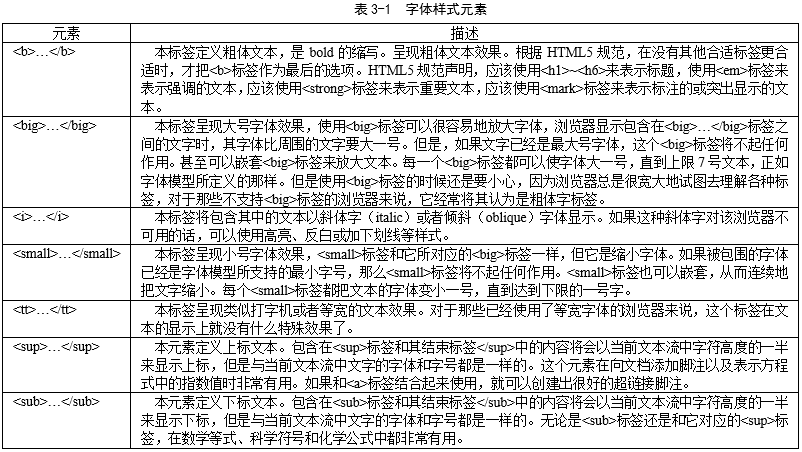 表 3-1 字体样式元素
元素 描述
<b>…</b> 本标签定义粗体文本，是 bold 的缩写。呈现粗体文本效果。根据 HTML5 规范，在没有其他合适标签更合
适时，才把<b>标签作为最后的选项。HTML5 规范声明，应该使用<h1>~<h6>来表示标题，使用<em>标签来
表示强调的文本，应该使用<strong>标签来表示重要文本，应该使用<mark>标签来表示标注的或突出显示的文
本。
<big>…</big> 本标签呈现大号字体效果，使用<big>标签可以很容易地放大字体，浏览器显示包含在<big>…</big>标签之
间的文字时，其字体比周围的文字要大一号。但是，如果文字已经是最大号字体，这个<big>标签将不起任何
作用。甚至可以嵌套<big>标签来放大文本。每一个<big>标签都可以使字体大一号，直到上限 7 号文本，正如
字体模型所定义的那样。但是使用<big>标签的时候还是要小心，因为浏览器总是很宽大地试图去理解各种标
签，对于那些不支持<big>标签的浏览器来说，它经常将其认为是粗体字标签。
<i>…</i> 本标签将包含其中的文本以斜体字（italic）或者倾斜（oblique）字体显示。如果这种斜体字对该浏览器不
可用的话，可以使用高亮、反白或加下划线等样式。
<small>…</small> 本标签呈现小号字体效果，<small>标签和它所对应的<big>标签一样，但它是缩小字体。如果被包围的字体
已经是字体模型所支持的最小字号，那么<small>标签将不起任何作用。<small>标签也可以嵌套，从而连续地
把文字缩小。每个<small>标签都把文本的字体变小一号，直到达到下限的一号字。
<tt>…</tt> 本标签呈现类似打字机或者等宽的文本效果。对于那些已经使用了等宽字体的浏览器来说，这个标签在文
本的显示上就没有什么特殊效果了。
<sup>…</sup> 本元素定义上标文本。包含在<sup>标签和其结束标签</sup>中的内容将会以当前文本流中字符高度的一半
来显示上标，但是与当前文本流中文字的字体和字号都是一样的。这个元素在向文档添加脚注以及表示方程
式中的指数值时非常有用。如果和<a>标签结合起来使用，就可以创建出很好的超链接脚注。
<sub>…</sub> 本元素定义下标文本。包含在<sub>标签和其结束标签</sub>中的内容将会以当前文本流中字符高度的一半
来显示下标，但是与当前文本流中文字的字体和字号都是一样的。无论是<sub>标签还是和它对应的<sup>标
签，在数学等式、科学符号和化学公式中都非常有用。